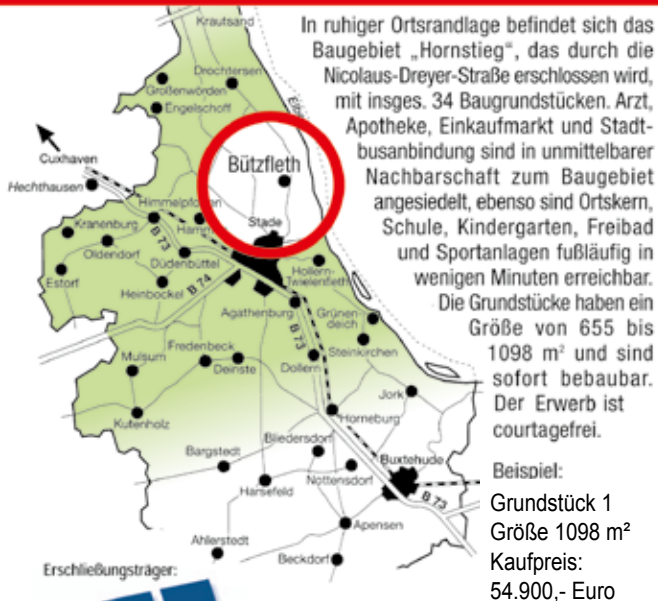 In ruhiger Ortsrandlage befindet sich das
Baugebiet „Hornstieg“, das durch die
Nicolaus-Dreyer-Straße erschlossen wird,
mit insges. 34 Baugrundstücken. Arzt,
Apotheke, Einkaufmarkt und Stadt-
busanbindung sind in unmittelbarer
Nachbarschaft zum Baugebiet
angesiedelt, ebenso sind Ortskern,
Schule, Kindergarten, Freibad
und Sportanlagen fußläufig in
wenigen Minuten erreichbar.
Die Grundstücke haben ein
Größe von 655 bis
1098 m² und sind
sofort bebaubar.
Der Erwerb ist
courtagefrei.
Beispiel:
Grundstück 1
Größe 1098 m²
Kaufpreis:
54.900,- Euro
Krautsand
Drochtersen
Großenwörden
Engelschoff
Cuxhaven
Bützfleth
Hechthausen
Himmelpforten
Stade
Kranenburg
Hamm
B 73
Oldendorf
Düdenbüttel
Hollern-
Twielenfleth
Estorf
Heinbockel
B 74
Agathenburg
Grünen-
deich
B 73
Fredenbeck
Steinkirchen
Mulsum
Deinste
Dollern
Jork
Kutenholz
Horneburg
Bliedersdorf
Bargstedt
Buxtehude
Nottensdorf
Harsefeld
B 73
Apensen
Ahlerstedt
Beckdorf
Erschließungsträger: